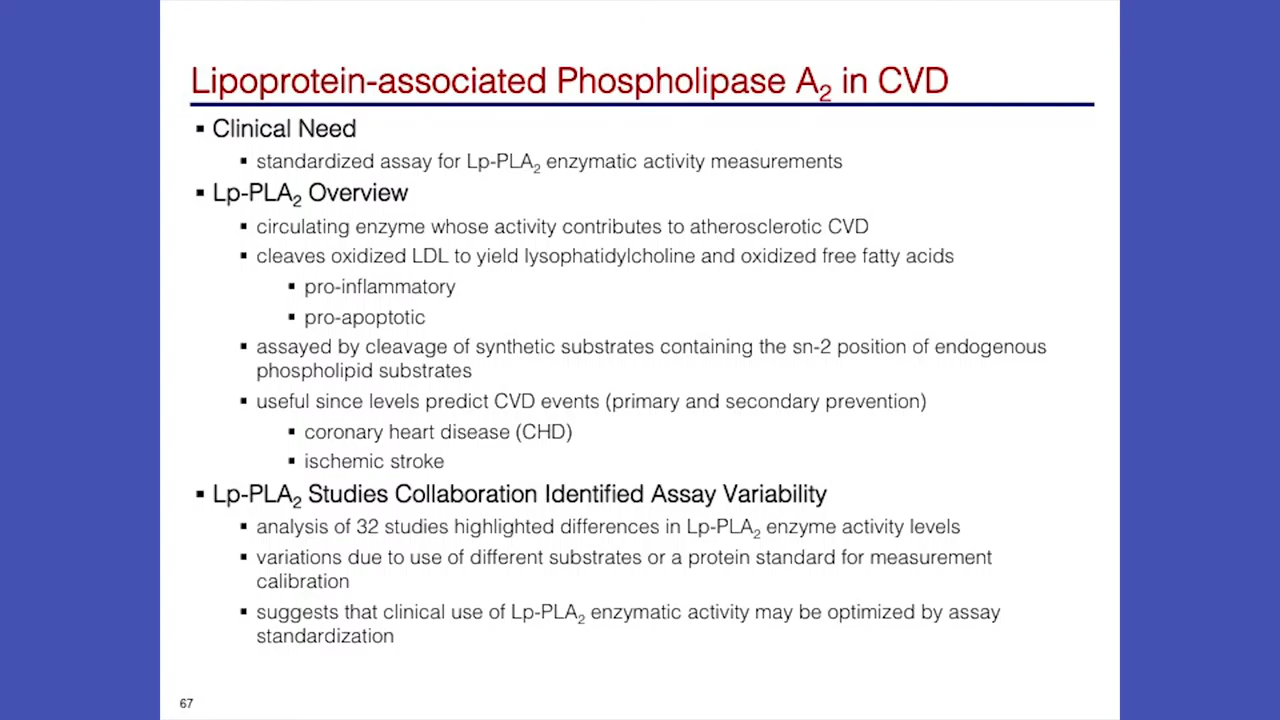 Lipoprotein-associated Phospholipase A2 in CVD
▪ Clinical Need
▪ standardized assay for Lp-PLA2 enzymatic activity measurements
▪ Lp-PLA2 Overview
▪ circulating enzyme whose activity contributes to atherosclerotic CVD
▪ cleaves oxidized LDL to yield lysophatidylcholine and oxidized free fatty acids
▪ pro-inflammatory
▪ pro-apoptotic
▪ assayed by cleavage of synthetic substrates containing the sn-2 position of endogenous
phospholipid substrates
▪ useful since levels predict CVD events (primary and secondary prevention)
▪ coronary heart disease (CHD)
▪ ischemic stroke
▪ Lp-PLA2 Studies Collaboration Identified Assay Variability
▪ analysis of 32 studies highlighted differences in Lp-PLA2 enzyme activity levels
▪ variations due to use of different substrates or a protein standard for measurement
calibration
▪ suggests that clinical use of Lp-PLA2 enzymatic activity may be optimized by assay
standardization
67